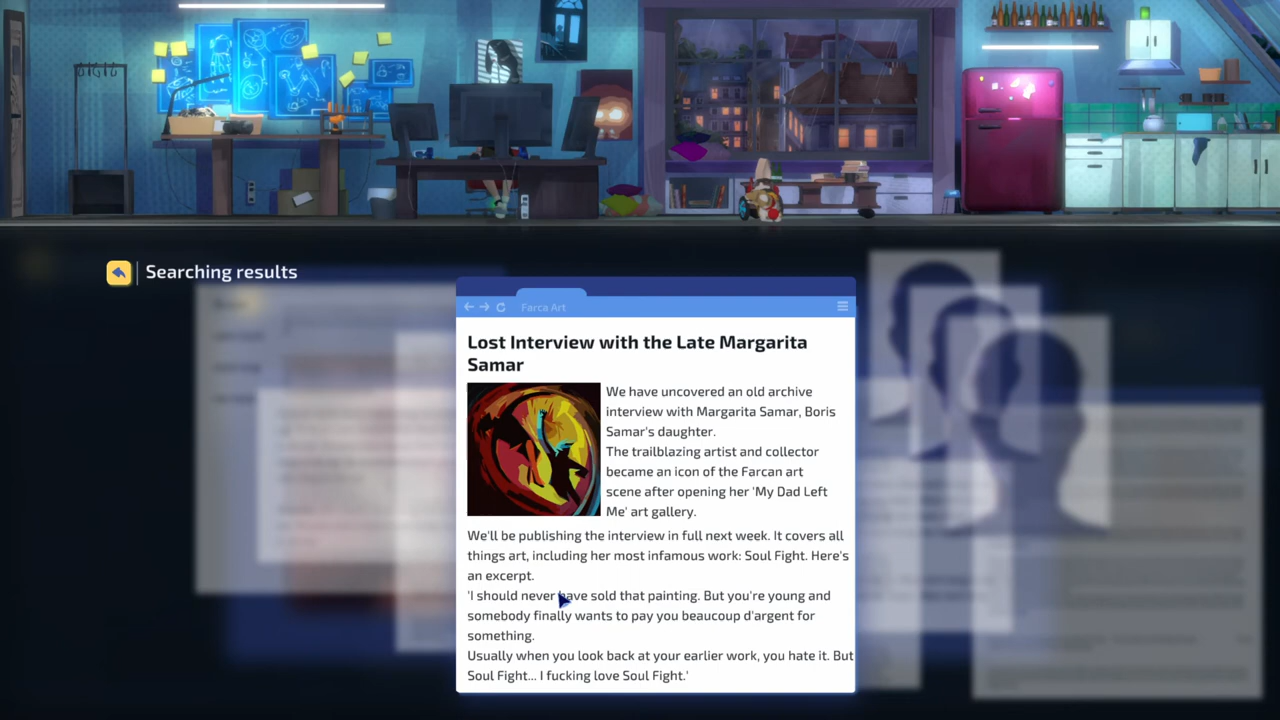 Searching results
Farca Art
Lost Interview with the Late Margarita
Samar
We have uncovered an old archive
interview with Margarita Samar, Boris
Samar's daughter.
The trailblazing artist and collector
became an icon of the Farcan art
scene after opening her 'My Dad Left
Me' art gallery.
We'll be publishing the interview in full next week. It covers all
things art, including her most infamous work: Soul Fight. Here's
an excerpt.
'I should never have sold that painting. But you're young and
somebody finally wants to pay you beaucoup d'argent for
something.
Usually when you look back at your earlier work, you hate it. But
Soul Fight... I fucking love Soul Fight.'